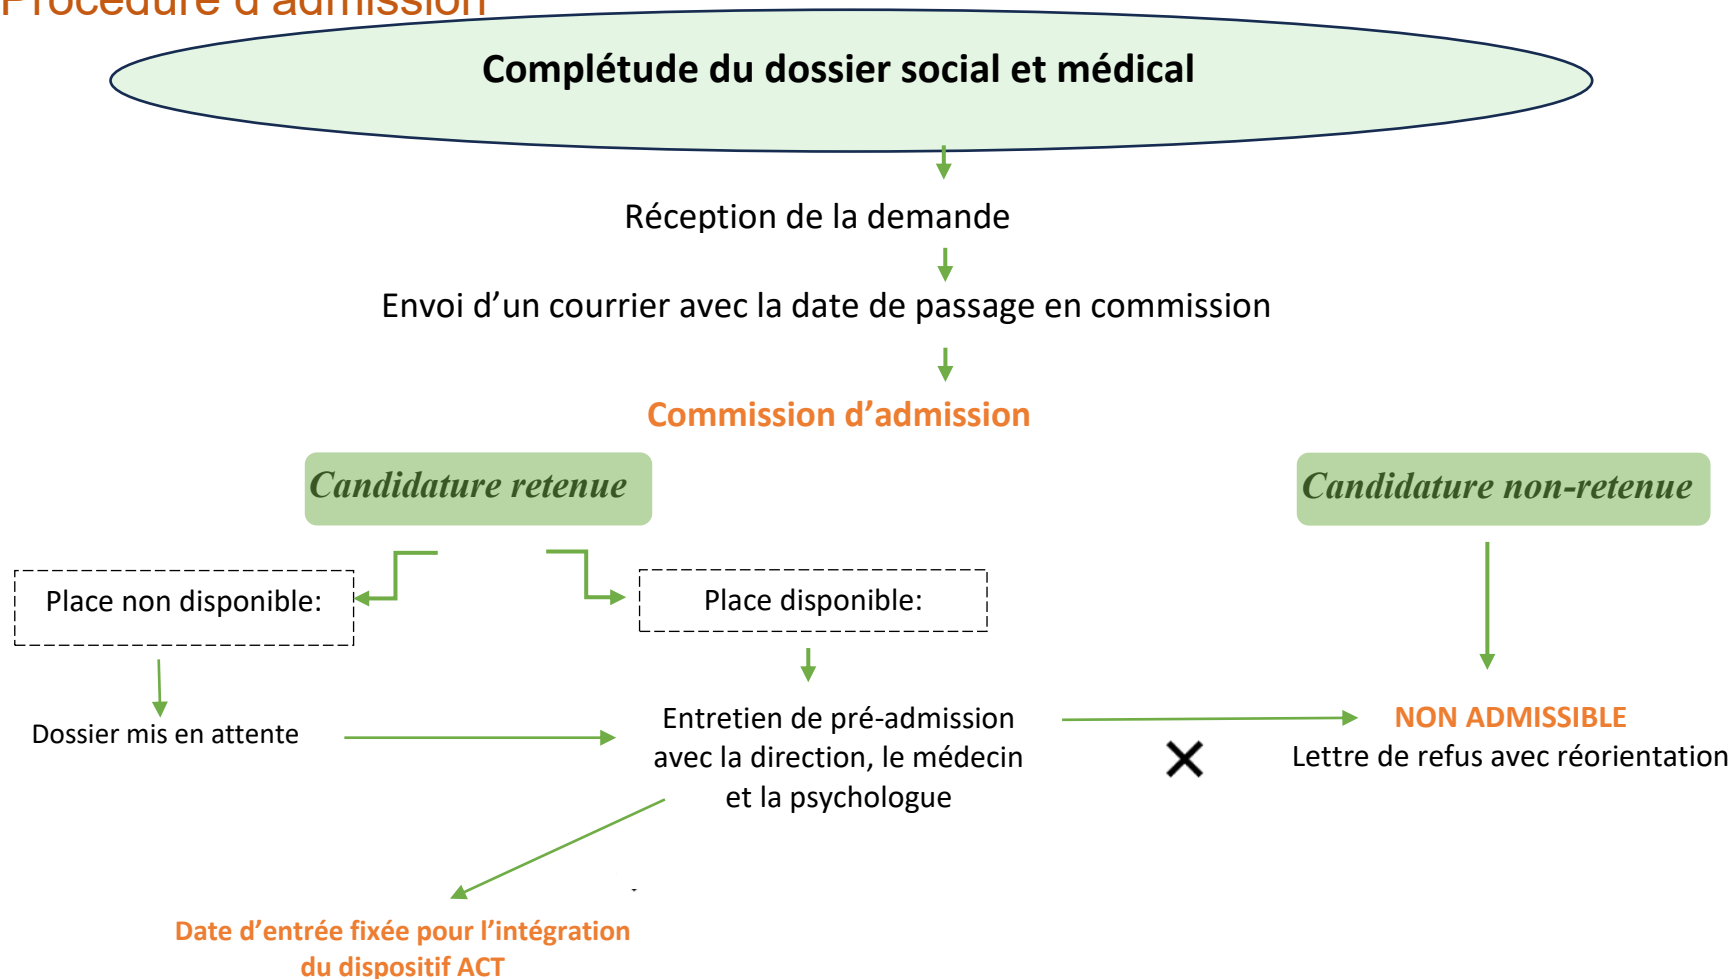 Procédure d'admission
Complétude du dossier social et médical
Réception de la demande
Envoi d’un courrier avec la date de passage en commission
Commission d’admission
Candidature retenue
Candidature non-retenue
Place non disponible:
Place disponible:
Dossier mis en attente
Entretien de pré-admission
avec la direction, le médecin
et la psychologue
NON ADMISSIBLE
Lettre de refus avec réorientation
Date d’entrée fixée pour l’intégration
du dispositif ACT